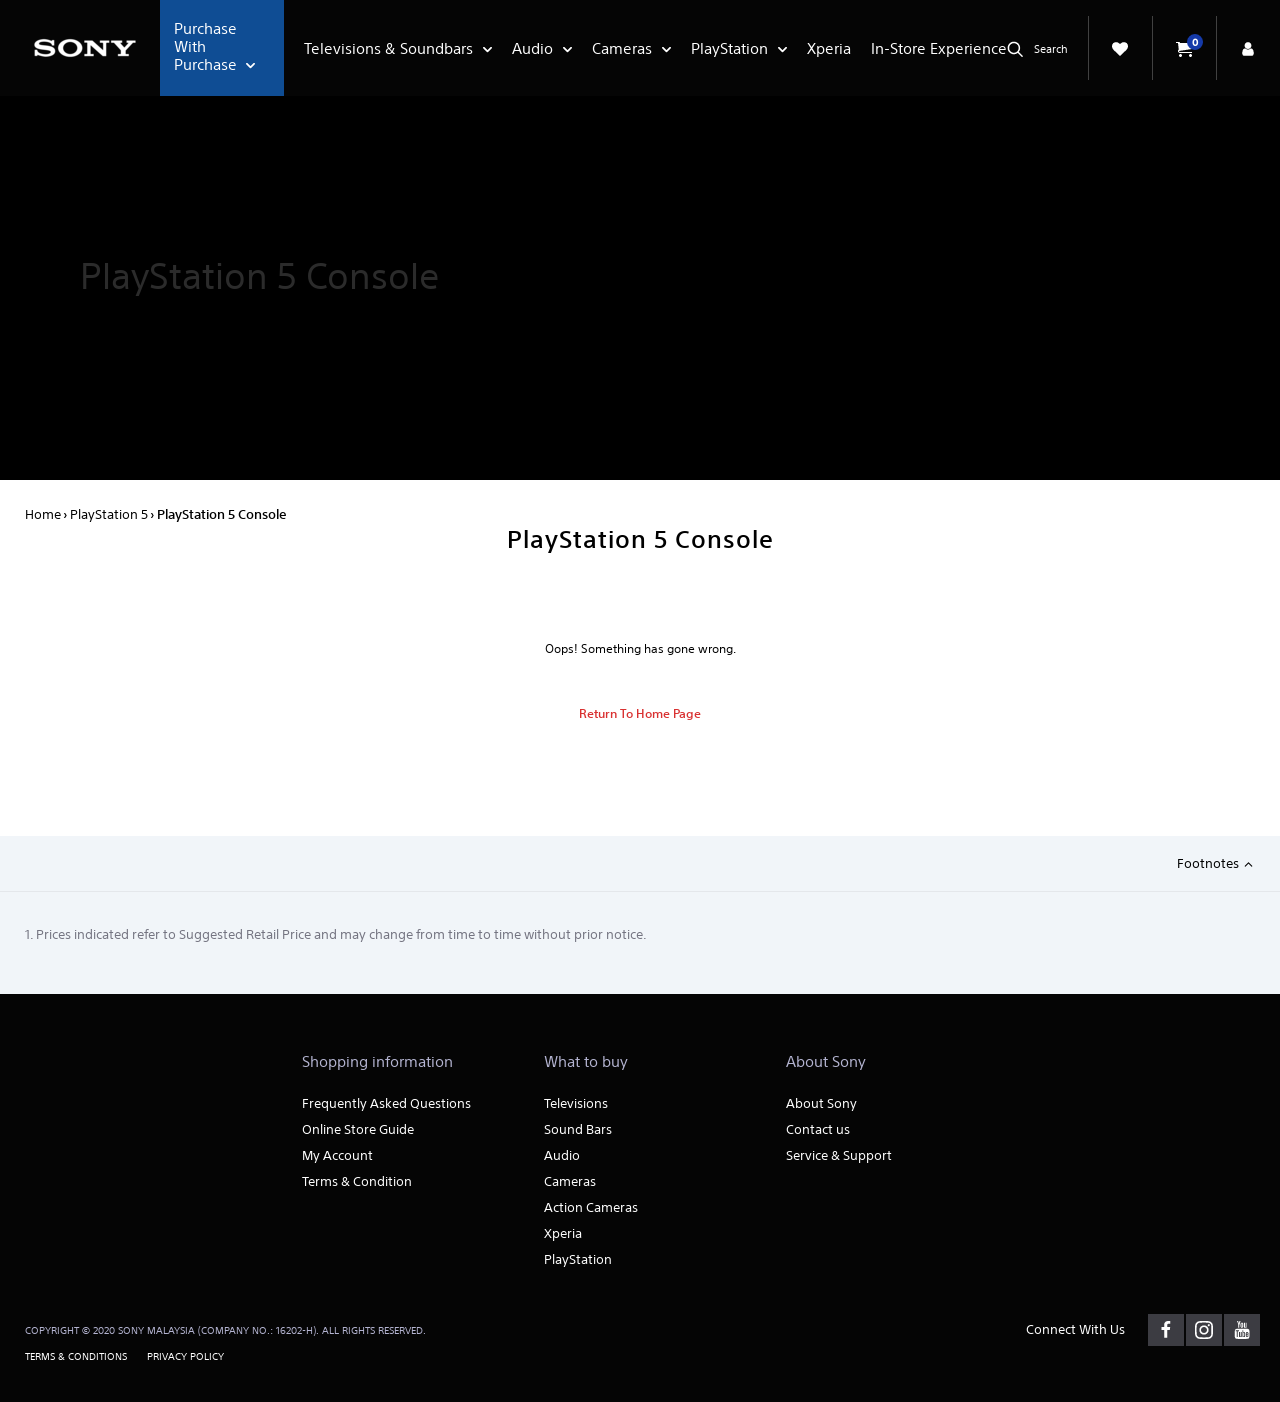 SONY
Purchase
With
Purchase
Televisions & Soundbars
Audio
Cameras
PlayStation
Xperia
In-Store Experience
Search
0
PlayStation 5 Console
Home › PlayStation 5 › PlayStation 5 Console
PlayStation 5 Console
Oops! Something has gone wrong.
Return To Home Page
Footnotes
1. Prices indicated refer to Suggested Retail Price and may change from time to time without prior notice.
Shopping information
Frequently Asked Questions
Online Store Guide
My Account
Terms & Condition
What to buy
Televisions
Sound Bars
Audio
Cameras
Action Cameras
Xperia
PlayStation
About Sony
About Sony
Contact us
Service & Support
COPYRIGHT © 2020 SONY MALAYSIA (COMPANY NO.: 16202-H). ALL RIGHTS RESERVED.
TERMS & CONDITIONS
PRIVACY POLICY
Connect With Us
You
Tube